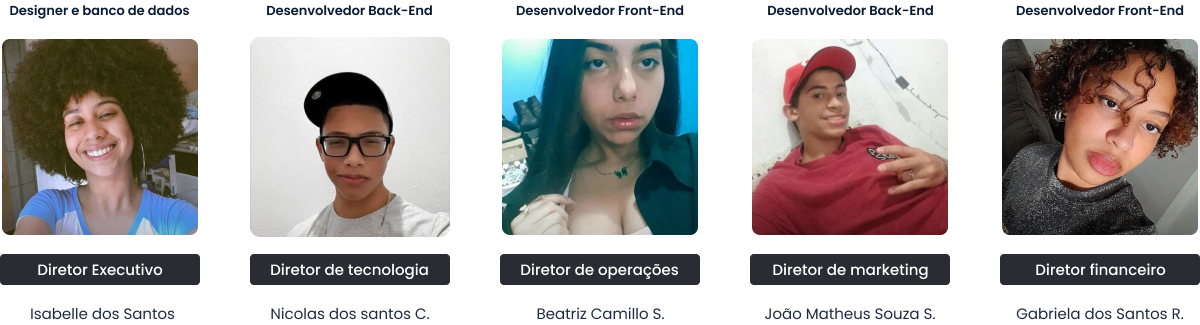 Designer e banco de dados
Desenvolvedor Back-End
Desenvolvedor Front-End
Desenvolvedor Back-End
Desenvolvedor Front-End
Diretor Executivo
Diretor de tecnologia
Diretor de operações
Diretor de marketing
Diretor financeiro
Isabelle dos Santos
Nicolas dos santos C.
Beatriz Camillo S.
João Matheus Souza S.
Gabriela dos Santos R.